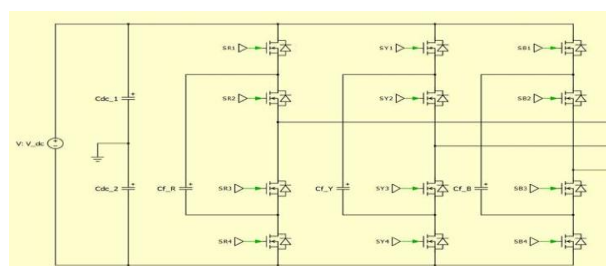 SR1
SY1
SB1
SR2
SY2
SB2
Cdc_1
V: V_dc
Cdc_2
Cf_R
SR3
Cf_Y
SY3
Cf_B
SB3
SR4
SY4
SB4